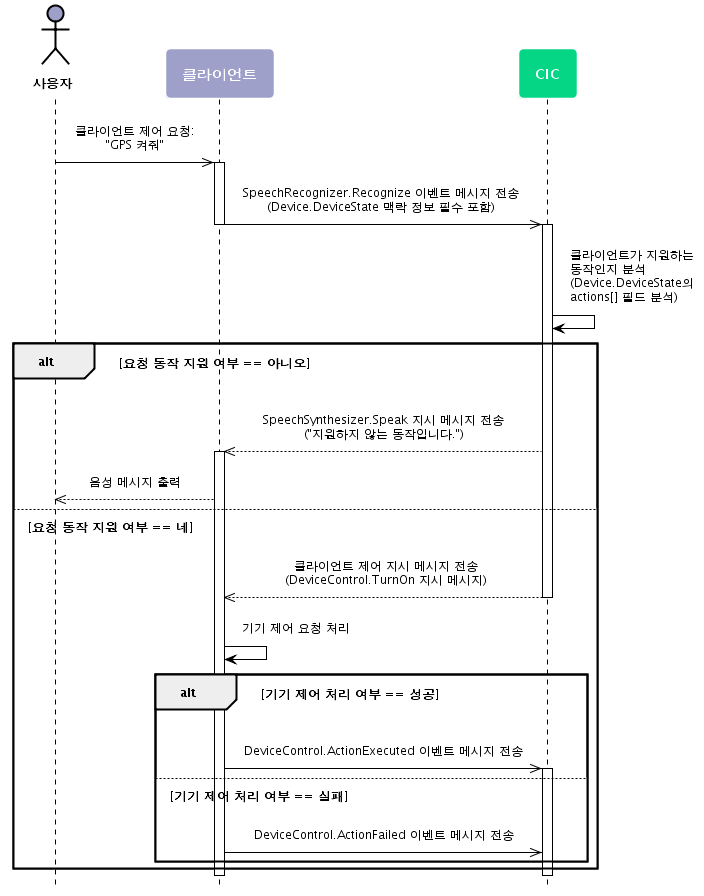 사용자
클라이언트
CIC
클라이언트 제어 요청:
"GPS 켜줘"
SpeechRecognizer.Recognize 이벤트 메시지 전송
(Device.DeviceState 맥락 정보 필수 포함)
클라이언트가 지원하는
동작인지 분석
(Device.DeviceState의
actions[] 필드 분석)
alt
[요청 동작 지원 여부 == 아니오]
SpeechSynthesizer.Speak 지시 메시지 전송
("지원하지 않는 동작입니다.")
음성 메시지 출력
[요청 동작 지원 여부 == 네]
클라이언트 제어 지시 메시지 전송
(DeviceControl.TurnOn 지시 메시지)
기기 제어 요청 처리
alt
[기기 제어 처리 여부 == 성공]
DeviceControl.ActionExecuted 이벤트 메시지 전송
[기기 제어 처리 여부 == 실패]
DeviceControl.ActionFailed 이벤트 메시지 전송